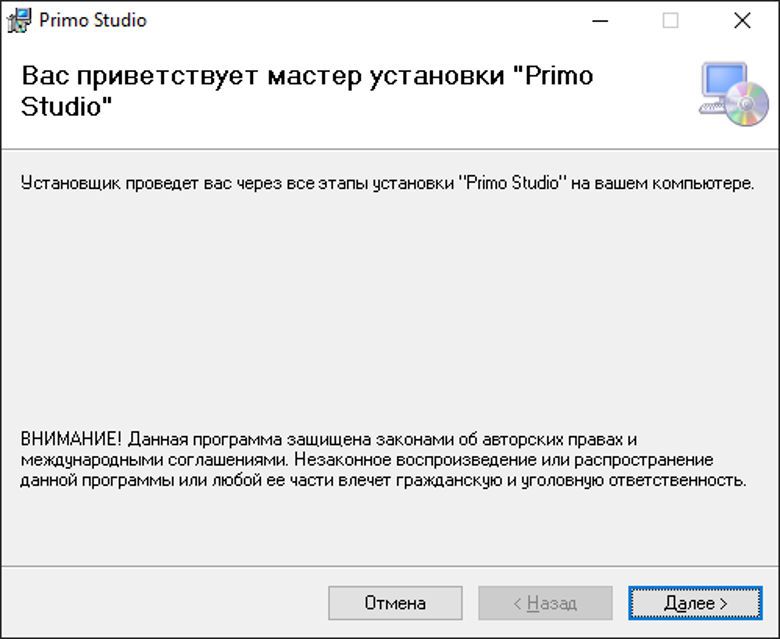 Primo Studio
Вас приветствует мастер установки "Primo
Studio"
Установщик проведет вас через все этапы установки "Primo Studio" на вашем компьютере.
ВНИМАНИЕ! Данная программа защищена законами об авторских правах и
международными соглашениями. Незаконное воспроизведение или распространение
данной программы или любой ее части влечет гражданскую и уголовную ответственность.
Отмена
< Назад
Далее >